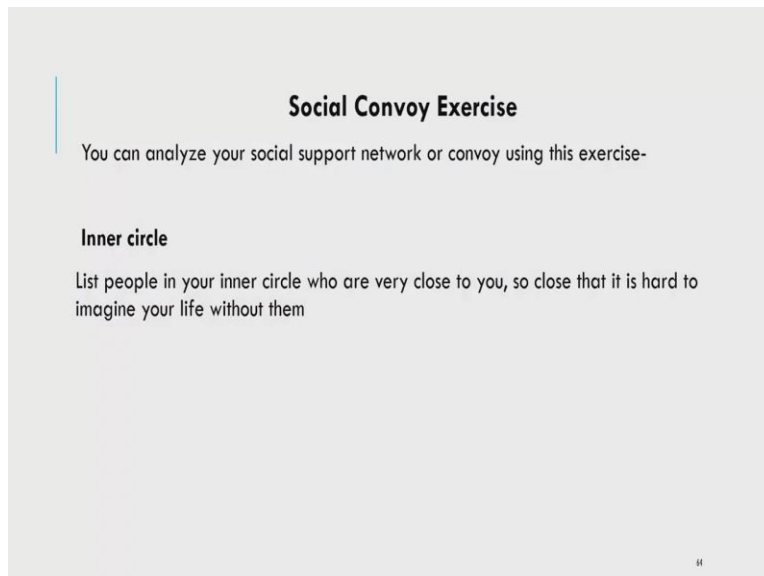 Social Convoy Exercise
You can analyze your social support network or convoy using this exercise-
Inner circle
List people in your inner circle who are very close to you, so close that it is hard to
imagine your life without them
64